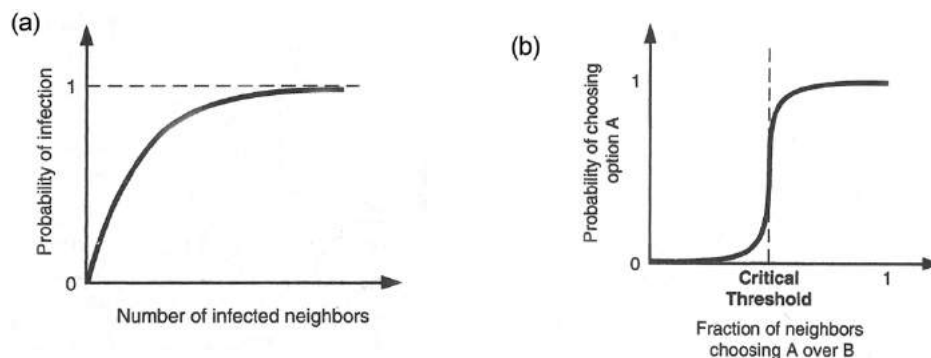 (a)
Probability of infection
1
0
Number of infected neighbors
(b)
Probability of choosing
option A
1
0
Critical
Threshold
1
Fraction of neighbors
choosing A over B